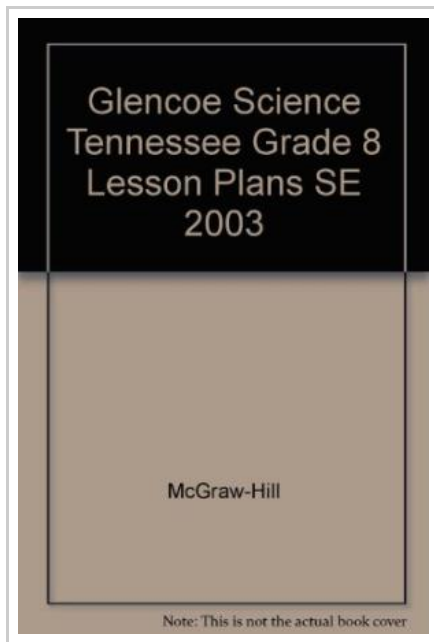 Glencoe Science
Tennessee Grade 8
Lesson Plans SE
2003
McGraw-Hill
Note: This is not the actual book cover